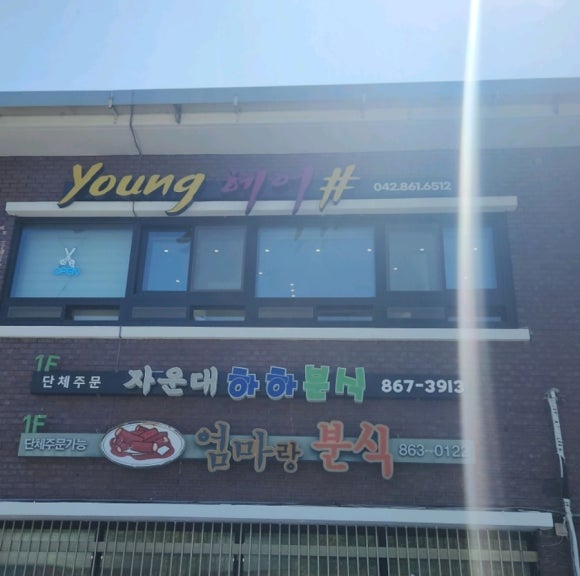 Young 헤어# 042.861.6512
OPEN
1F
단체주문 자운대 하하분식 867-3913
1F
단체주문가능 엄마랑 분식 863-0122